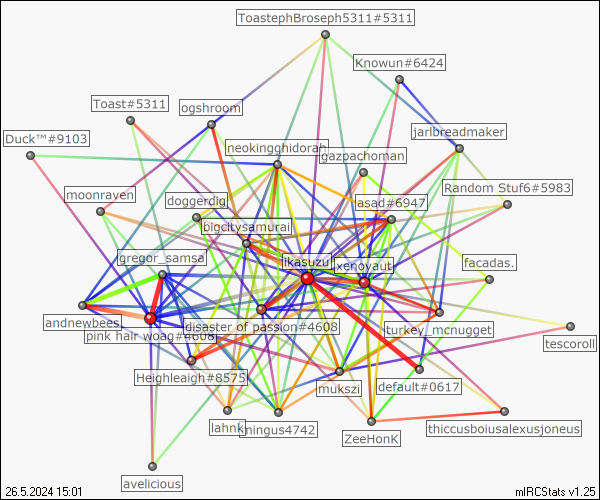 ToastephBroseph5311#5311
Knowun#6424
Toast#5311
ogshroom
Duck™#9103
jarlbreadmaker
neokingghidorah
gazpachoman
moonraven
doggerdig
Random Stuf6#5983
asad#6947
bigcitysamurai
gregor_samsa
likasuzu
xenoyaut
facadas.
andnewbees
pink hair woag#4608
disaster of passion#4608
turkey_mcnugget
tescoroll
Heighleaigh#8575
mukszi
default#0617
lahnk
mingus4742
ZeeHonK
thiccusboiusalexusjoneus
avelicious
26.5.2024 15:01
mIRCStats v1.25